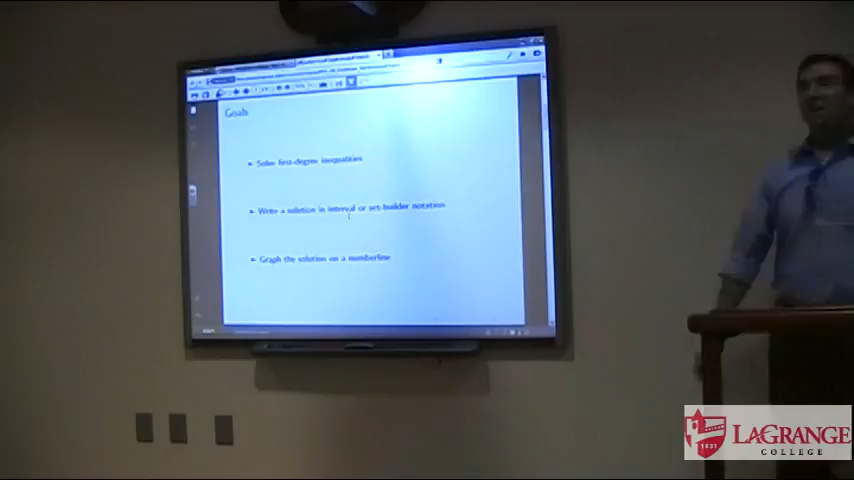 Goals
Solve first-degree inequalities
Write a solution in interval or set-builder notation
Graph the solution on a numberline
1831
LAGRANGE
COLLEGE